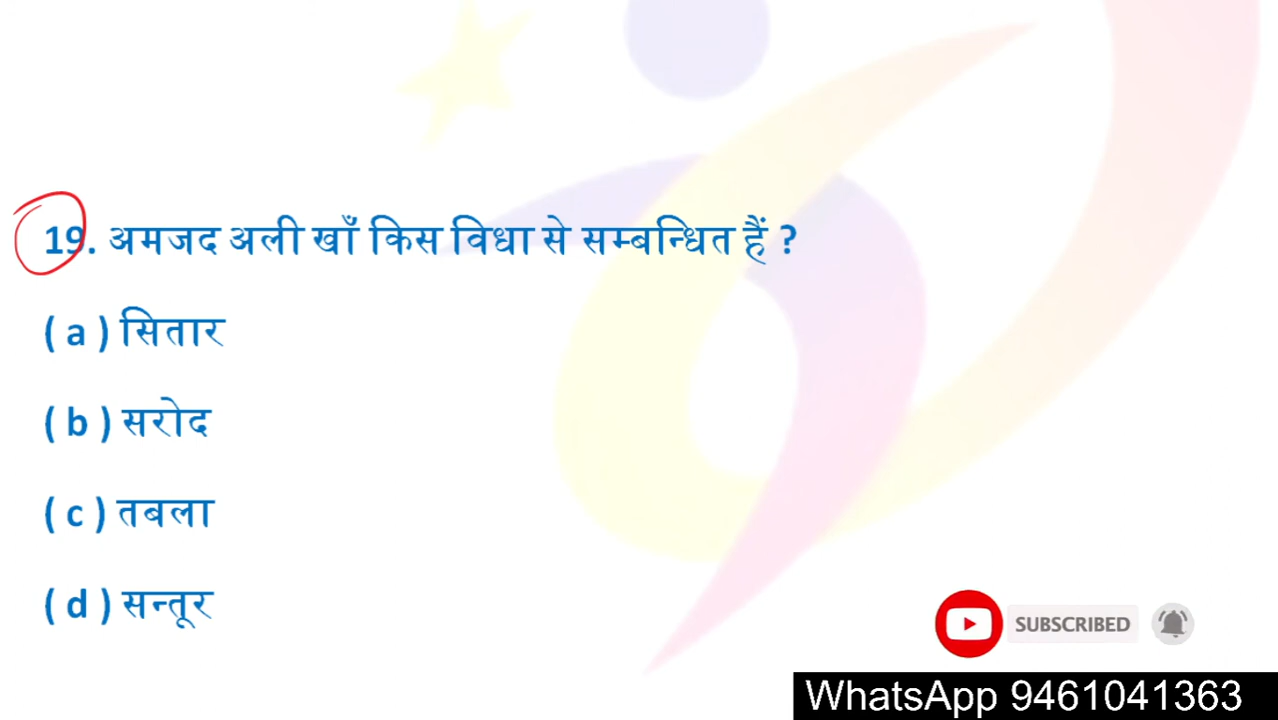 19. अमजद अली खाँ किस विधा से सम्बन्धित हैं ?
( a ) सितार
( b ) सरोद
( c ) तबला
( d ) सन्तूर
SUBSCRIBED
WhatsApp 9461041363